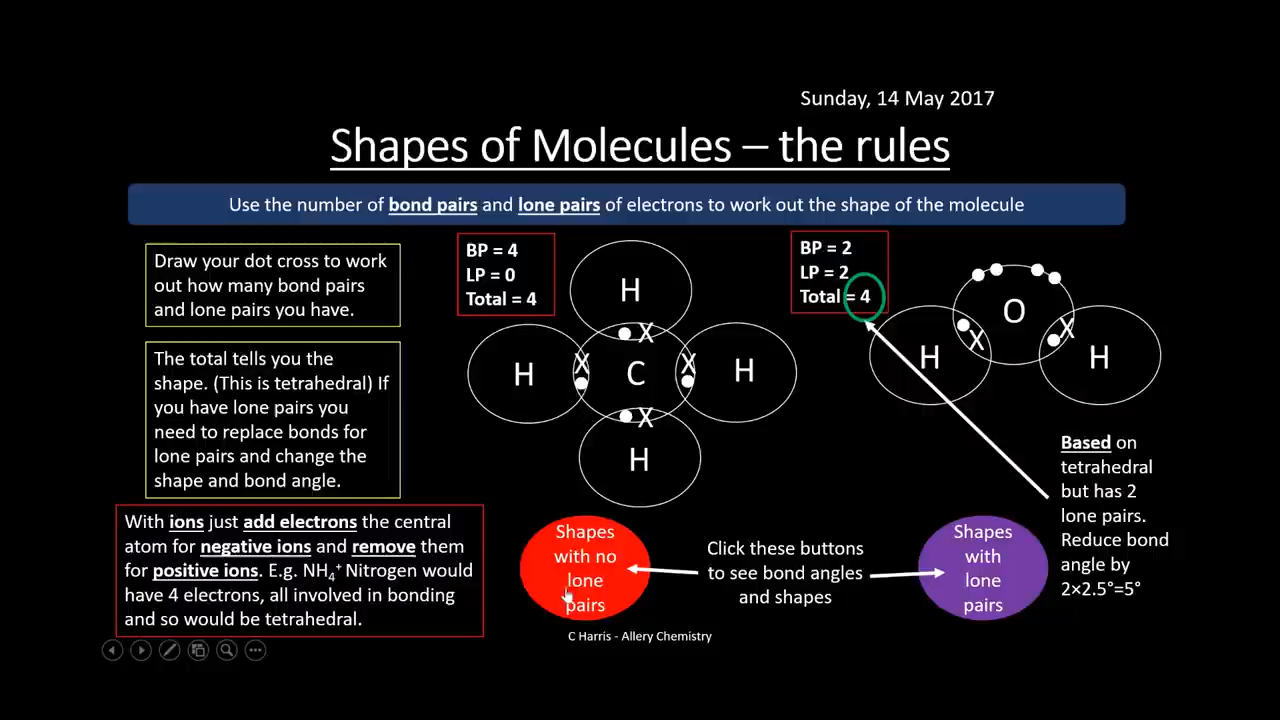 Sunday, 14 May 2017
Shapes of Molecules – the rules
Use the number of bond pairs and lone pairs of electrons to work out the shape of the molecule
Draw your dot cross to work
out how many bond pairs
and lone pairs you have.
The total tells you the
shape. (This is tetrahedral) If
you have lone pairs you
need to replace bonds for
lone pairs and change the
shape and bond angle.
With ions just add electrons the central
atom for negative ions and remove them
for positive ions. E.g. NH₄⁺ Nitrogen would
have 4 electrons, all involved in bonding
and so would be tetrahedral.
BP = 4
LP = 0
Total = 4
H
X
H
X
C
X
H
X
H
BP = 2
LP = 2
Total = 4
O
H
X
X
H
Based on
tetrahedral
but has 2
lone pairs.
Reduce bond
angle by
2×2.5°=5°
Shapes
with no
lone
pairs
Click these buttons
to see bond angles
and shapes
Shapes
with
lone
pairs
C Harris - Allery Chemistry